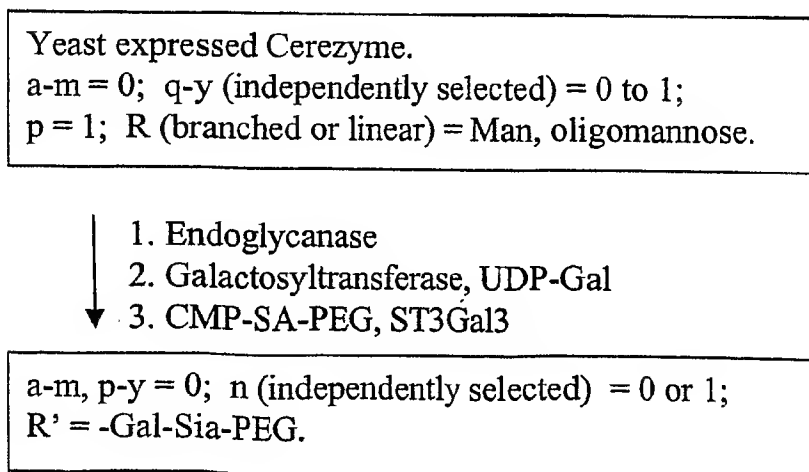 Yeast expressed Cerezyme.
a-m = 0; q-y (independently selected) = 0 to 1;
p = 1; R (branched or linear) = Man, oligomannose.
1. Endoglycanase
2. Galactosyltransferase, UDP-Gal
3. CMP-SA-PEG, ST3Gal3
a-m, p-y = 0; n (independently selected) = 0 or 1;
R' = -Gal-Sia-PEG.